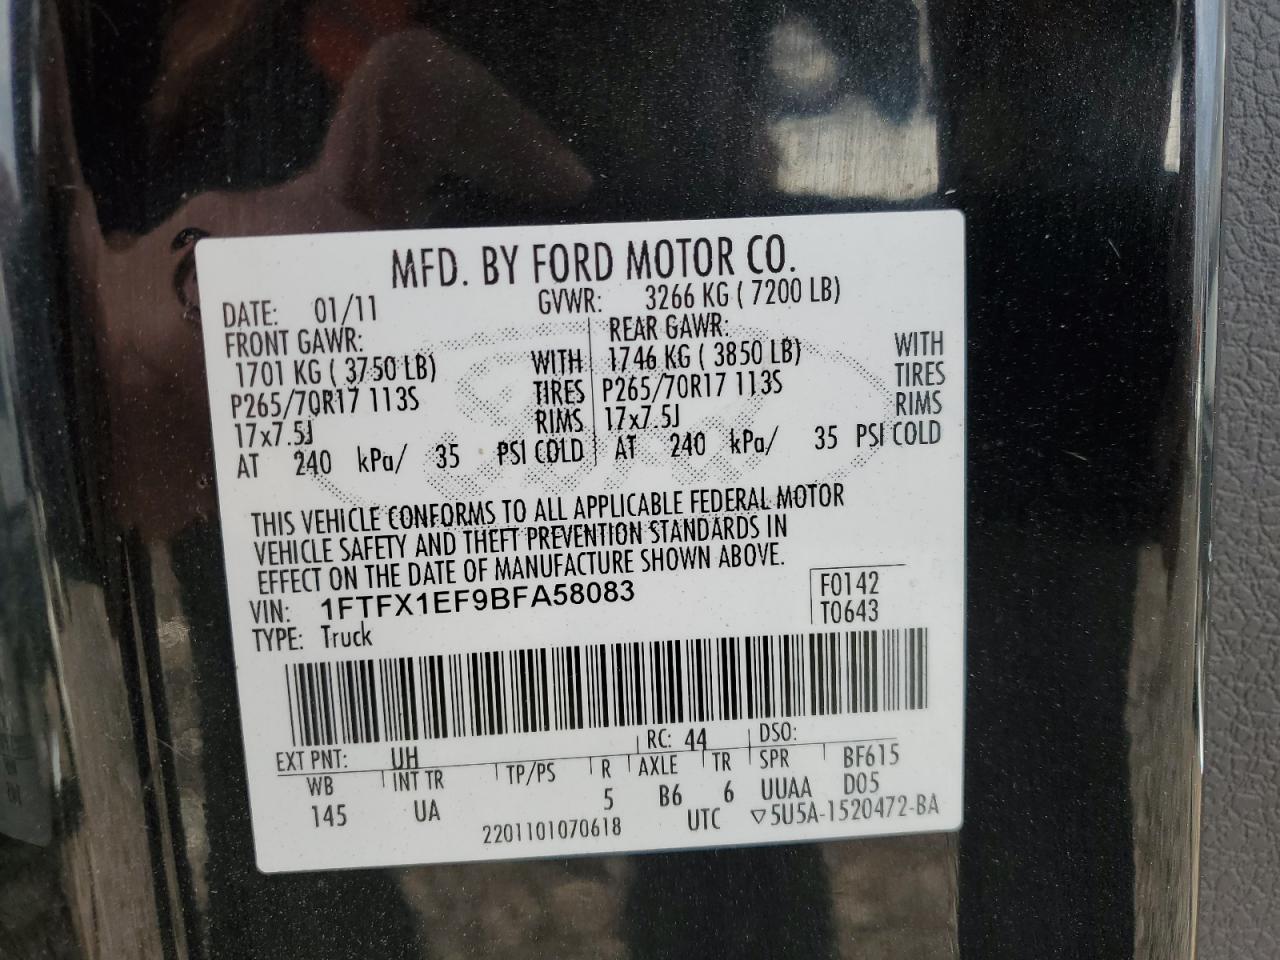 MFD. BY FORD MOTOR CO.
DATE: 01/11 GVWR: 3266 KG ( 7200 LB)
FRONT GAWR: REAR GAWR:
1701 KG ( 3750 LB) WITH 1746 KG ( 3850 LB) WITH
P265/70R17 113S TIRES P265/70R17 113S TIRES
17x7.5J RIMS 17x7.5J RIMS
AT 240 kPa/ 35 PSI COLD AT 240 kPa/ 35 PSI COLD
THIS VEHICLE CONFORMS TO ALL APPLICABLE FEDERAL MOTOR
VEHICLE SAFETY AND THEFT PREVENTION STANDARDS IN
EFFECT ON THE DATE OF MANUFACTURE SHOWN ABOVE.
VIN: 1FTFX1EF9BFA58083 F0142
TYPE: Truck T0643
EXT PNT: UH RC: 44 DSO:
WB INT TR TP/PS R AXLE TR SPR BF615
145 UA 5 B6 6 UUAA D05
2201101070618 UTC ▽5U5A-1520472-BA